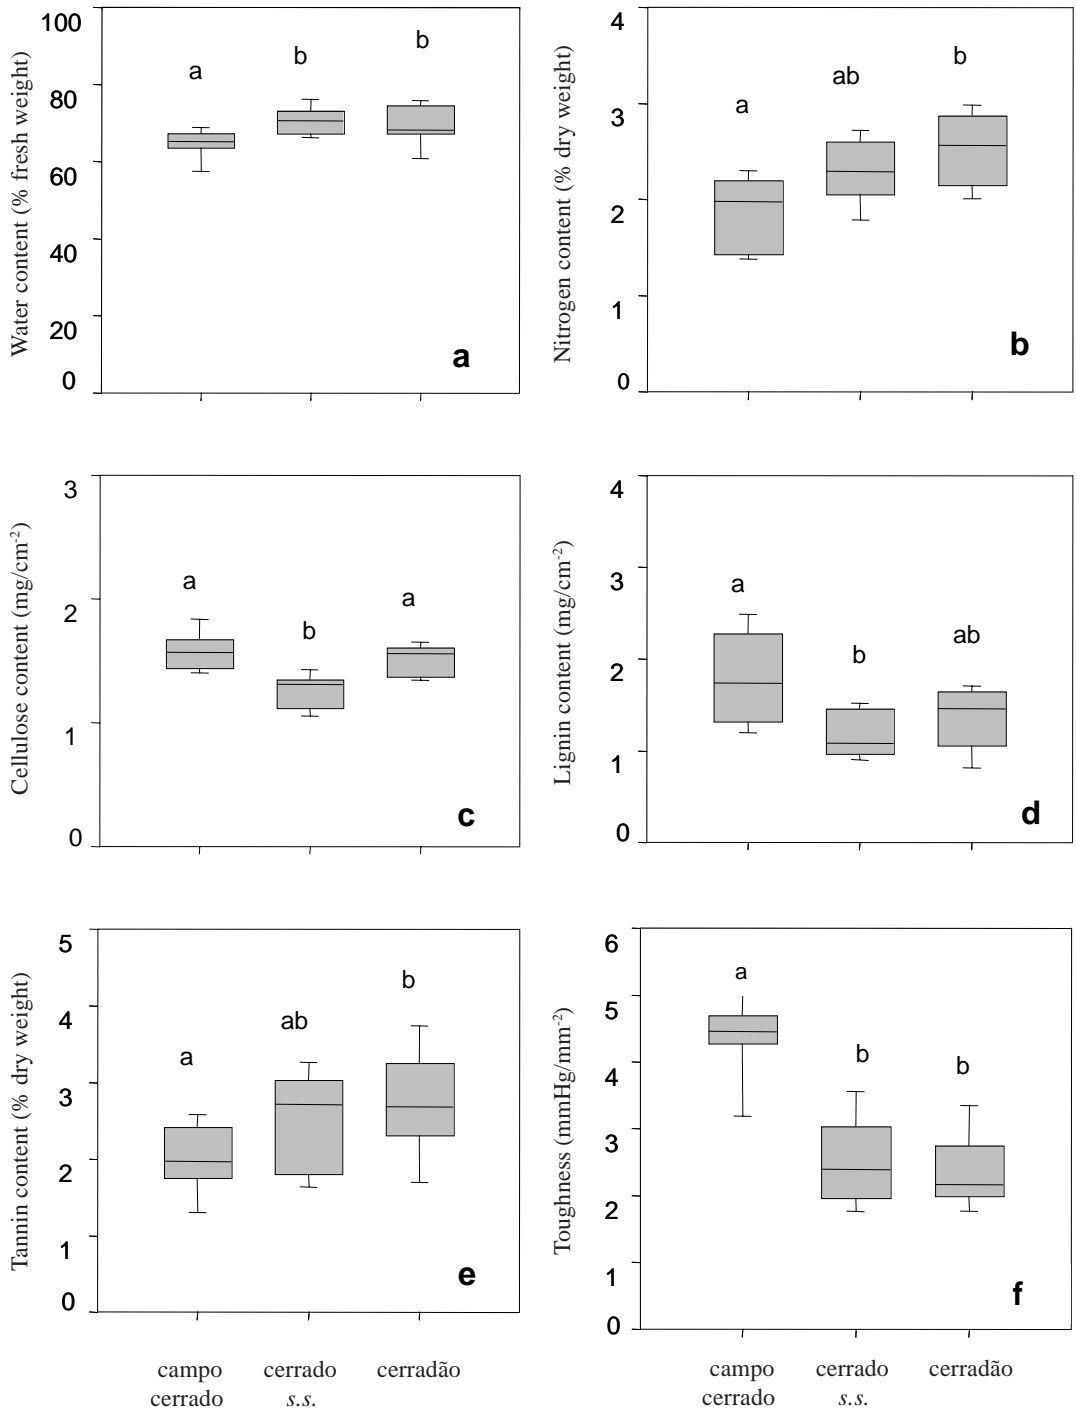 Water content (% fresh weight)
100
80
60
40
20
0
a
b
b
a
Nitrogen content (% dry weight)
4
3
2
1
0
a
ab
b
b
Cellulose content (mg/cm-2)
3
2
1
0
a
b
a
c
Lignin content (mg/cm-2)
4
3
2
1
0
a
b
ab
d
Tannin content (% dry weight)
5
4
3
2
1
0
a
ab
b
e
campo
cerrado
cerrado
s.s.
cerradão
Toughness (mmHg/mm-2)
6
5
4
3
2
1
0
a
b
b
f
campo
cerrado
cerrado
s.s.
cerradão